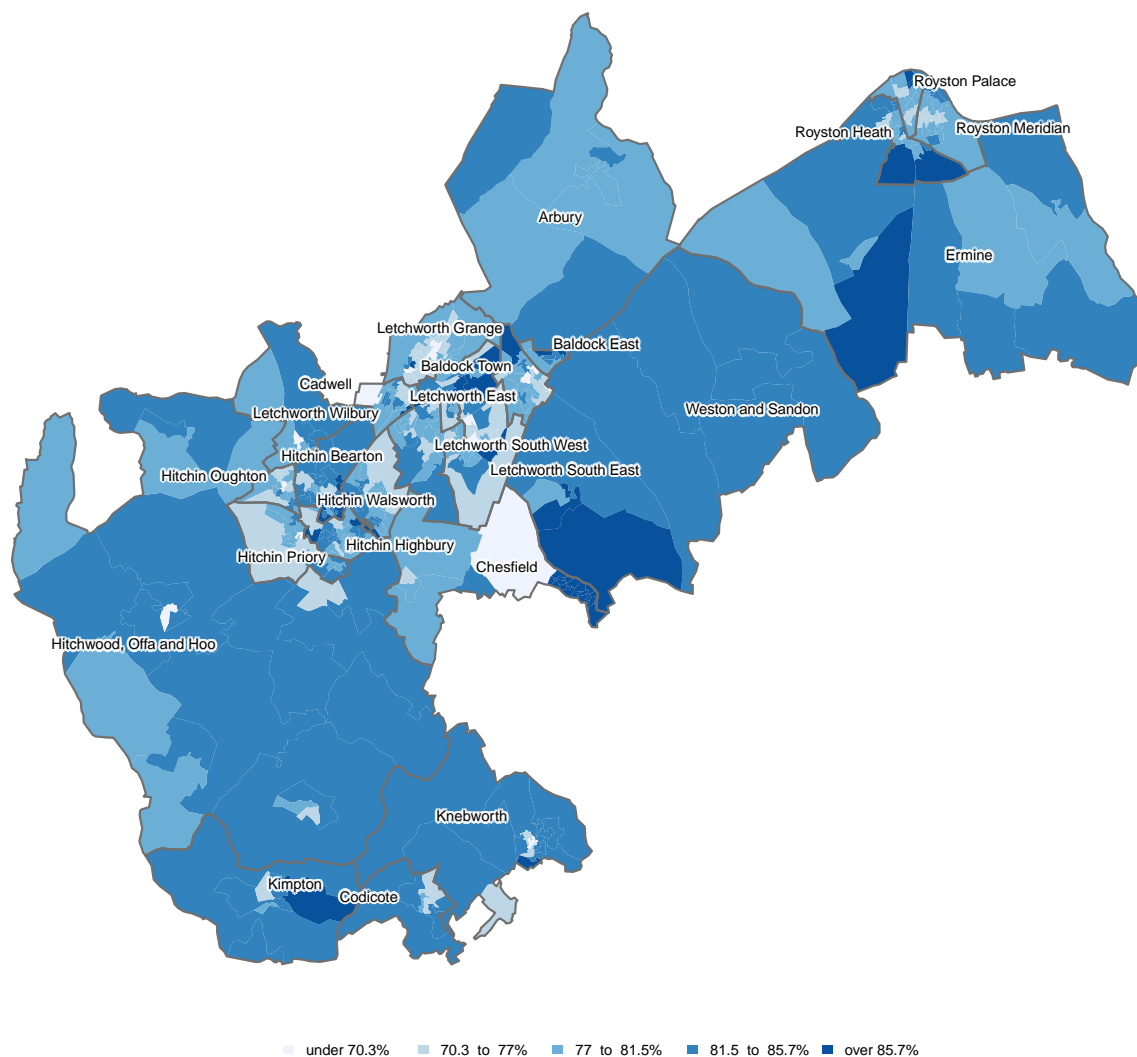 Royston Palace
Royston Heath
Royston Meridian
Arbury
Ermine
Letchworth Grange
Baldock East
Baldock Town
Cadwell
Letchworth East
Letchworth Wilbury
Weston and Sandon
Letchworth South West
Hitchin Bearton
Letchworth South East
Hitchin Oughton
Hitchin Walsworth
Hitchin Highbury
Hitchin Priory
Chesfield
Hitchwood, Offa and Hoo
Knebworth
Kimpton
Codicote
under 70.3% 70.3 to 77% 77 to 81.5% 81.5 to 85.7% over 85.7%